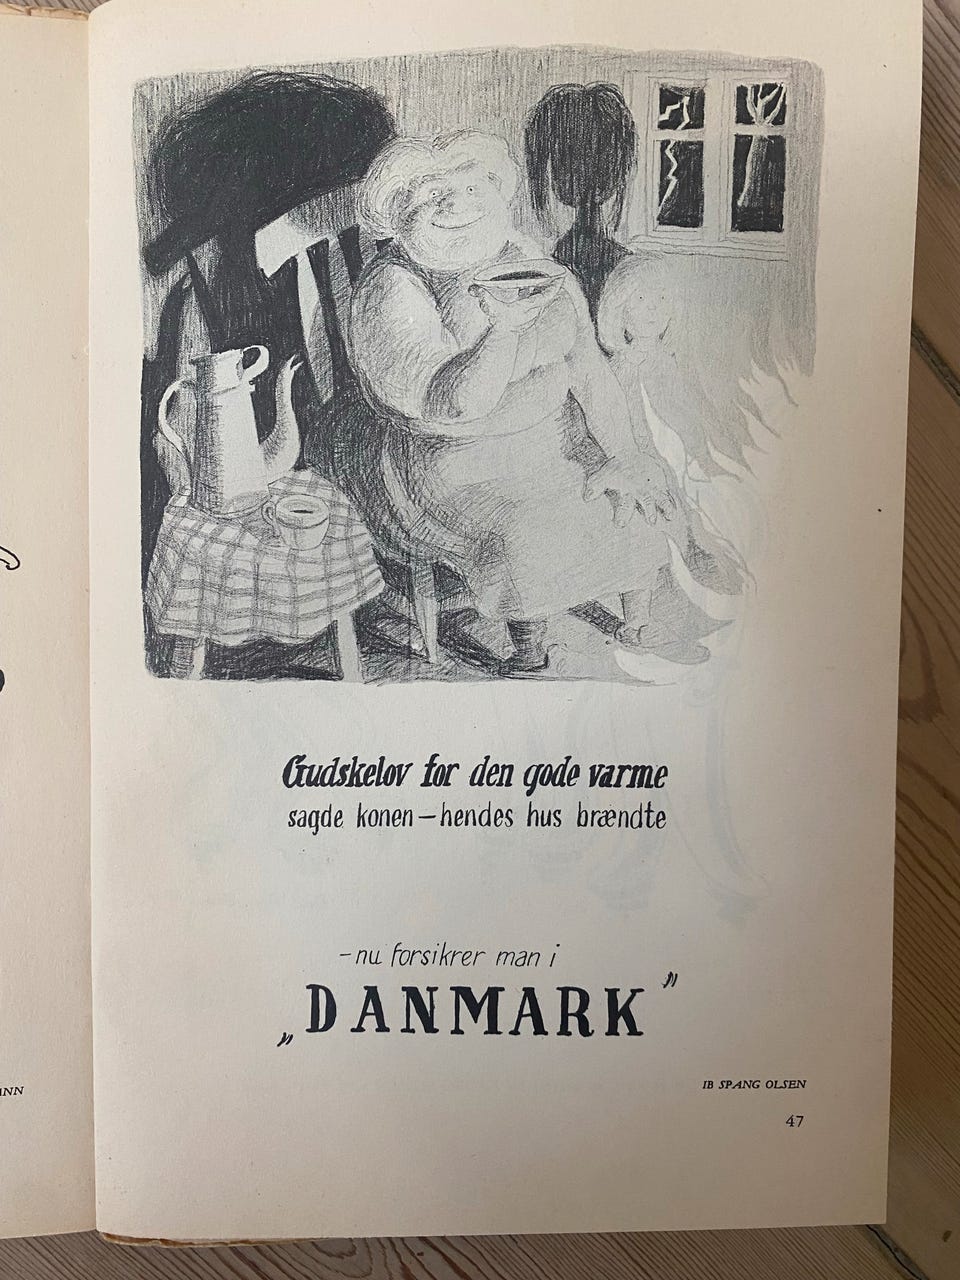 Gudskelov for den gode varme
sagde konen – hendes hus brændte
– nu forsikrer man i
„DANMARK”
IB SPANG OLSEN
47